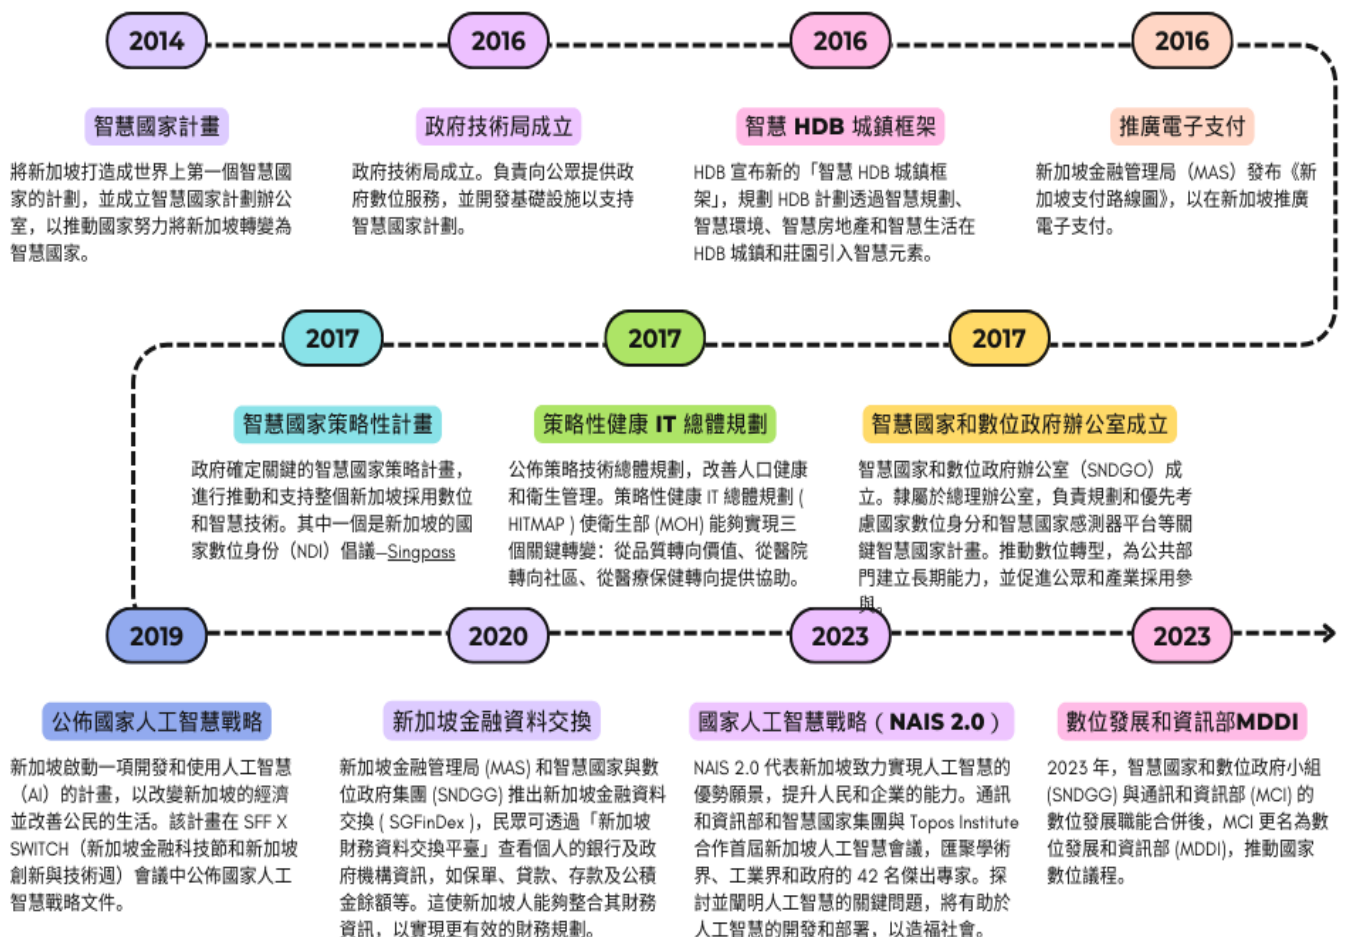 2014
2016
2016
2016
智慧國家計畫
政府技術局成立
智慧 HDB 城鎮框架
推廣電子支付
將新加坡打造成世界上第一個智慧國
家的計劃，並成立智慧國家計劃辦公
室，以推動國家努力將新加坡轉變為
智慧國家。
政府技術局成立。負責向公眾提供政
府數位服務，並開發基礎設施以支持
智慧國家計劃。
HDB 宣布新的「智慧 HDB 城鎮框
架」，規劃 HDB 計劃透過智慧規劃、
智慧環境、智慧房地產和智慧生活在
HDB 城鎮和莊園引入智慧元素。
新加坡金融管理局（MAS）發布《新
加坡支付路線圖》，以在新加坡推廣
電子支付。
2017
2017
2017
智慧國家策略性計畫
策略性健康 IT 總體規劃
智慧國家和數位政府辦公室成立
政府確定關鍵的智慧國家策略計畫，
進行推動和支持整個新加坡採用數位
和智慧技術。其中一個是新加坡的國
家數位身份（NDI）倡議–Singpass
公佈策略技術總體規劃，改善人口健康
和衛生管理。策略性健康 IT 總體規劃 (
HITMAP ) 使衛生部 (MOH) 能夠實現三
個關鍵轉變：從品質轉向價值、從醫院
轉向社區、從醫療保健轉向提供協助。
智慧國家和數位政府辦公室（SNDGO）成
立。隸屬於總理辦公室，負責規劃和優先考
慮國家數位身分和智慧國家感測器平台等關
鍵智慧國家計畫。推動數位轉型，為公共部
門建立長期能力，並促進公眾和產業採用參
與。
2019
2020
2023
2023
公佈國家人工智慧戰略
新加坡金融資料交換
國家人工智慧戰略（ NAIS 2.0 ）
數位發展和資訊部MDDI
新加坡啟動一項開發和使用人工智慧
（AI）的計畫，以改變新加坡的經濟
並改善公民的生活。該計畫在 SFF X
SWITCH（新加坡金融科技節和新加坡
創新與技術週）會議中公佈國家人工
智慧戰略文件。
新加坡金融管理局 (MAS) 和智慧國家與數
位政府集團 (SNDGG) 推出新加坡金融資料
交換 ( SGFinDex )，民眾可透過「新加坡
財務資料交換平臺」查看個人的銀行及政
府機構資訊，如保單、貸款、存款及公積
金餘額等。這使新加坡人能夠整合其財務
資訊，以實現更有效的財務規劃。
NAIS 2.0 代表新加坡致力實現人工智慧的
優勢願景，提升人民和企業的能力。通訊
和資訊部和智慧國家集團與 Topos Institute
合作首屆新加坡人工智慧會議，匯聚學術
界、工業界和政府的 42 名傑出專家。探
討並闡明人工智慧的關鍵問題，將有助於
人工智慧的開發和部署，以造福社會。
2023 年，智慧國家和數位政府小組
(SNDGG) 與通訊和資訊部 (MCI) 的
數位發展職能合併後，MCI 更名為數
位發展和資訊部 (MDDI)，推動國家
數位議程。